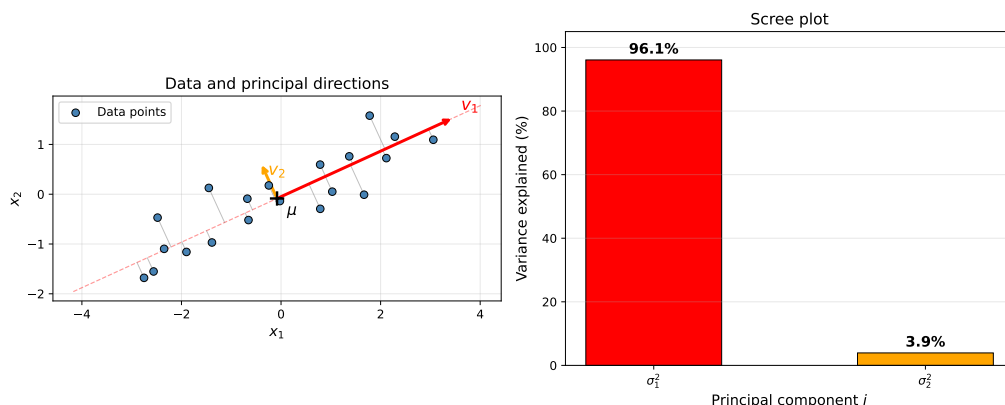 Data and principal directions
Data points
v₁
v₂
μ
1
0
−1
−2
x₂
−4
−2
0
2
4
x₁
Scree plot
96.1%
3.9%
100
80
60
40
20
0
Variance explained (%)
σ₁²
σ₂²
Principal component i